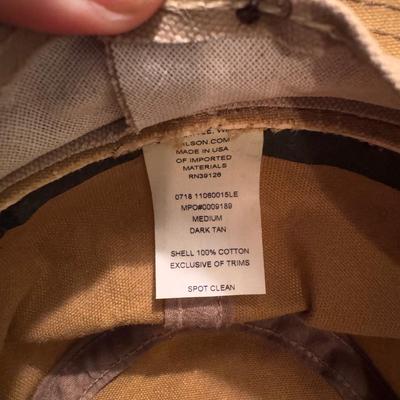 ILSON.COM
MADE IN USA
OF IMPORTED
MATERIALS
RN39126
0718 11060015LE
MPO#0009189
MEDIUM
DARK TAN
SHELL 100% COTTON
EXCLUSIVE OF TRIMS
SPOT CLEAN